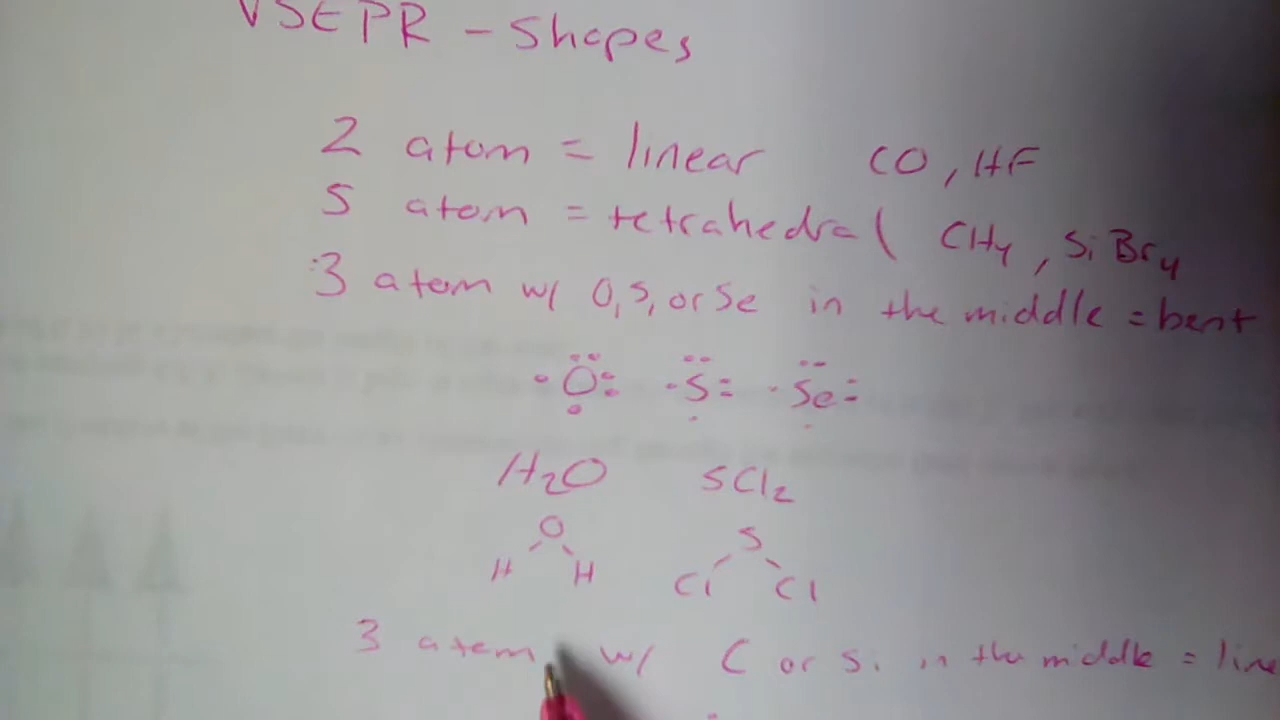 VSEPR - Shapes
2 atom = linear CO, HF
5 atom = tetrahedral CH4, SiBr4
3 atom w/ O, S, or Se in the middle = bent
O S Se
H2O SCl2
O S
H H Cl Cl
3 atom w/ C or Si in the middle = line